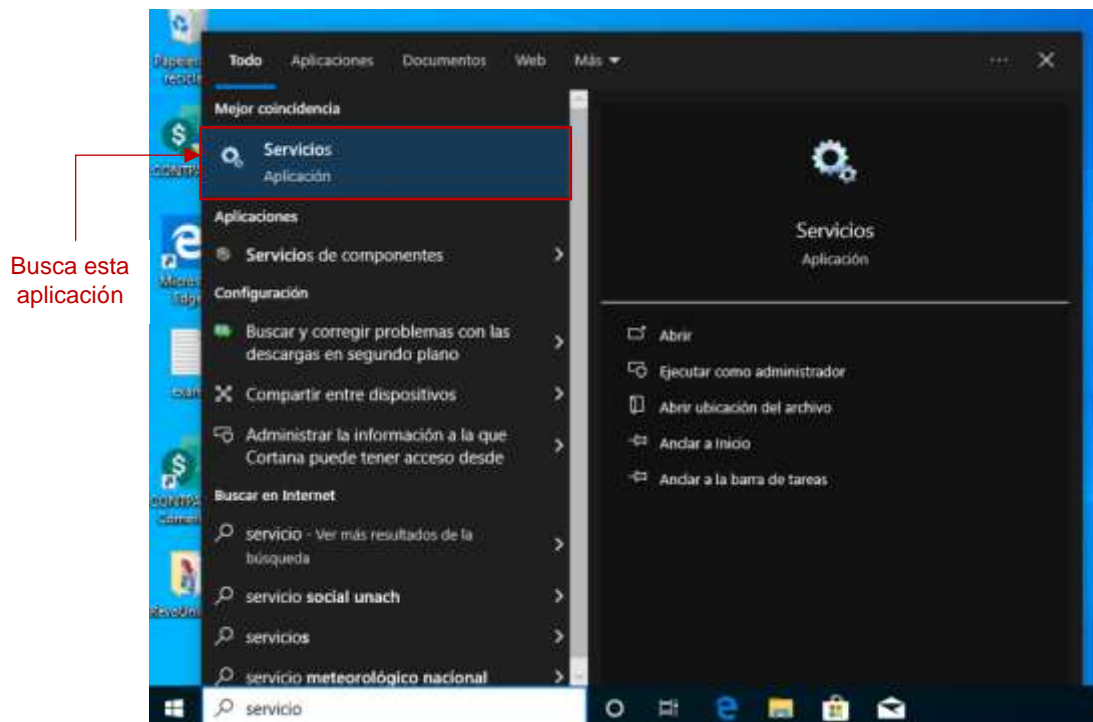 Busca esta
aplicación
Todo Aplicaciones Documentos Web Más
Mejor coincidencia
Servicios
Aplicación
Aplicaciones
Servicios de componentes
Configuración
Buscar y corregir problemas con las
descargas en segundo plano
Compartir entre dispositivos
Administrar la información a la que
Cortana puede tener acceso desde
Buscar en Internet
servicio - Ver más resultados de la
búsqueda
servicio social unach
servicios
servicio meteorológico nacional
servicio
Servicios
Aplicación
Abrir
Ejecutar como administrador
Abrir ubicación del archivo
Anclar a Inicio
Anclar a la barra de tareas